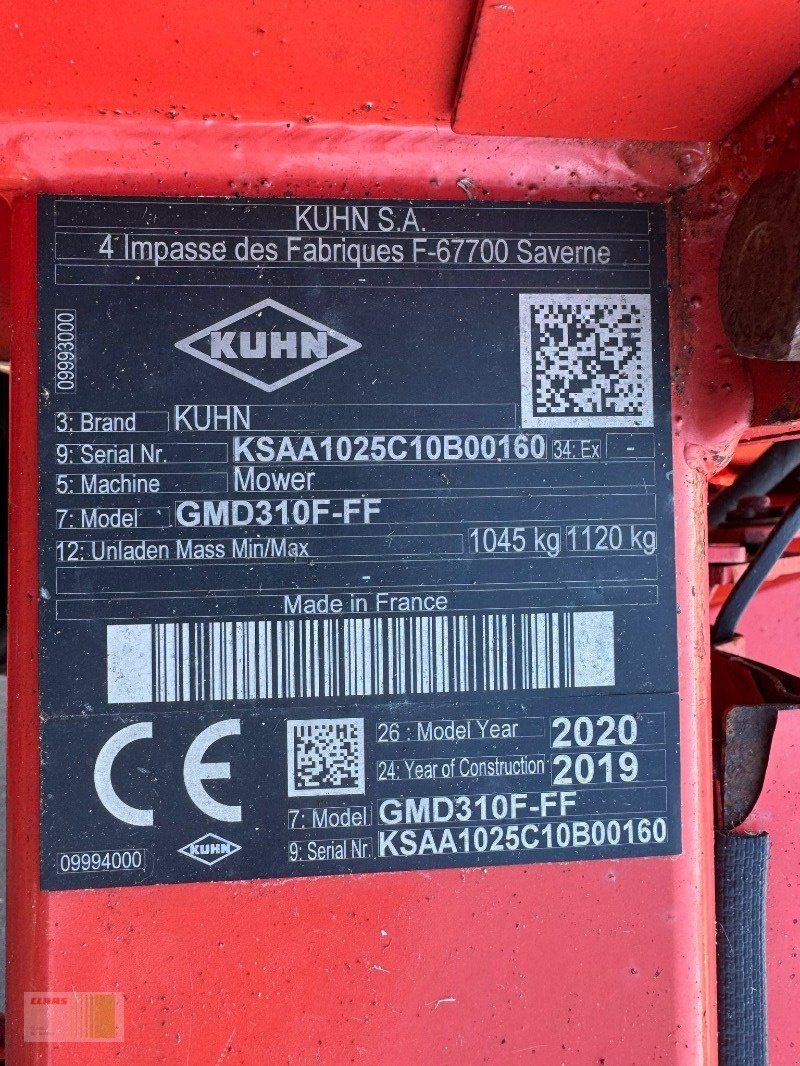 KUHN S.A.
4 Impasse des Fabriques F-67700 Saverne
09993000
KUHN
3: Brand KUHN
9: Serial Nr. KSAA1025C10B00160 34: Ex -
5: Machine Mower
7: Model GMD310F-FF
12: Unladen Mass Min/Max 1045 kg 1120 kg
-
Made in France
CE
26 : Model Year 2020
24: Year of Construction 2019
7: Model GMD310F-FF
9: Serial Nr. KSAA1025C10B00160
KUHN
09994000
CLAAS